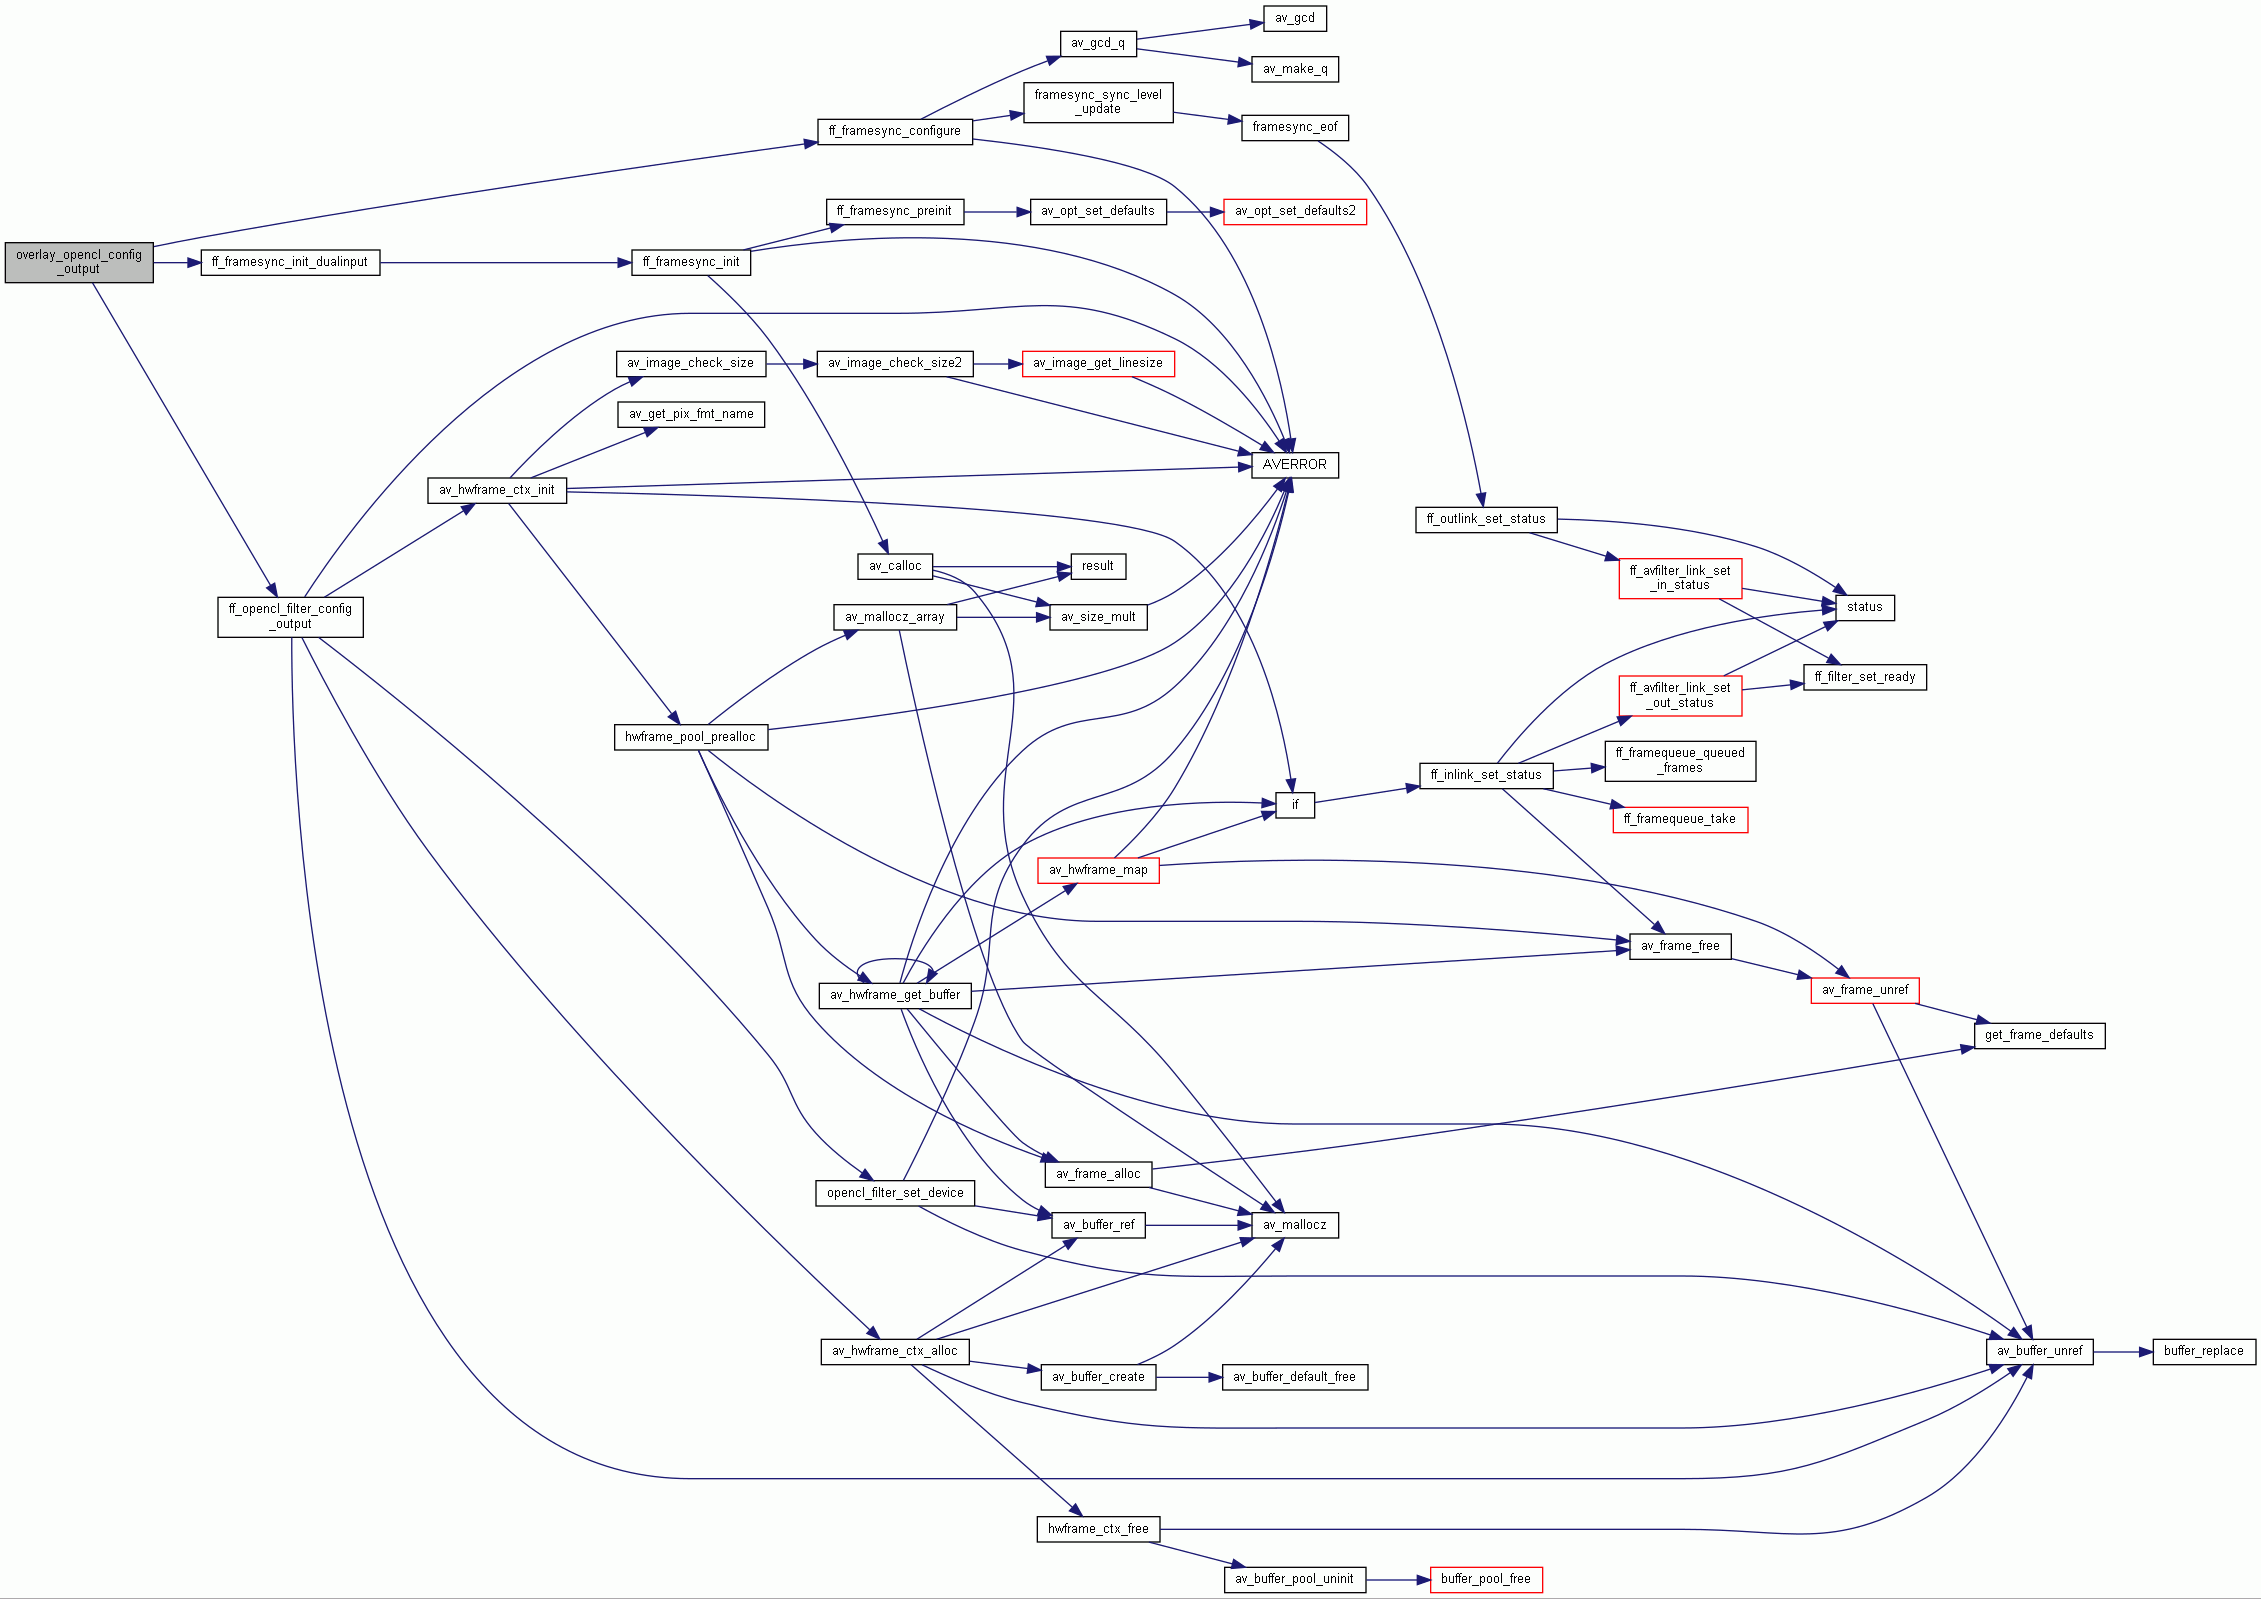 av_gcd
av_gcd_q
av_make_q
framesync_sync_level
_update
ff_framesync_configure
framesync_eof
ff_framesync_preinit
av_opt_set_defaults
av_opt_set_defaults2
overlay_opencl_config
_output
ff_framesync_init_dualinput
ff_framesync_init
av_image_check_size
av_image_check_size2
av_image_get_linesize
av_get_pix_fmt_name
AVERROR
av_hwframe_ctx_init
ff_outlink_set_status
av_calloc
result
ff_avfilter_link_set
_in_status
status
ff_opencl_filter_config
_output
av_mallocz_array
av_size_mult
ff_filter_set_ready
ff_avfilter_link_set
_out_status
hwframe_pool_prealloc
ff_framequeue_queued
_frames
ff_inlink_set_status
if
ff_framequeue_take
av_hwframe_map
av_frame_free
av_hwframe_get_buffer
av_frame_unref
get_frame_defaults
av_frame_alloc
opencl_filter_set_device
av_buffer_ref
av_mallocz
av_hwframe_ctx_alloc
av_buffer_unref
buffer_replace
av_buffer_create
av_buffer_default_free
hwframe_ctx_free
av_buffer_pool_uninit
buffer_pool_free